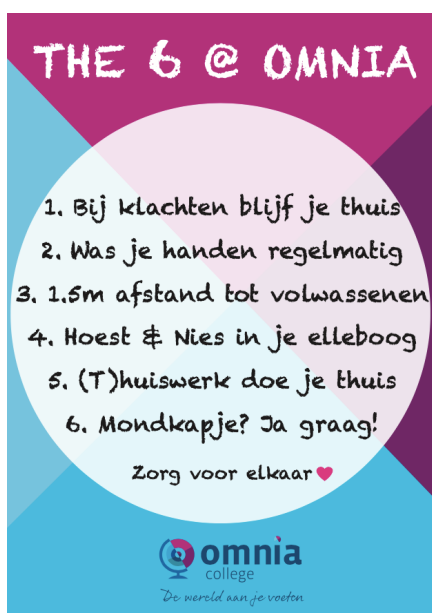 THE 6 @ OMNIA
1. Bij klachten blijf je thuis
2. Was je handen regelmatig
3. 1.5m afstand tot volwassenen
4. Hoest & Nies in je elleboog
5. (T)huiswerk doe je thuis
6. Mondkapje? Ja graag!
Zorg voor elkaar
omnia
college
De wereld aan je voeten